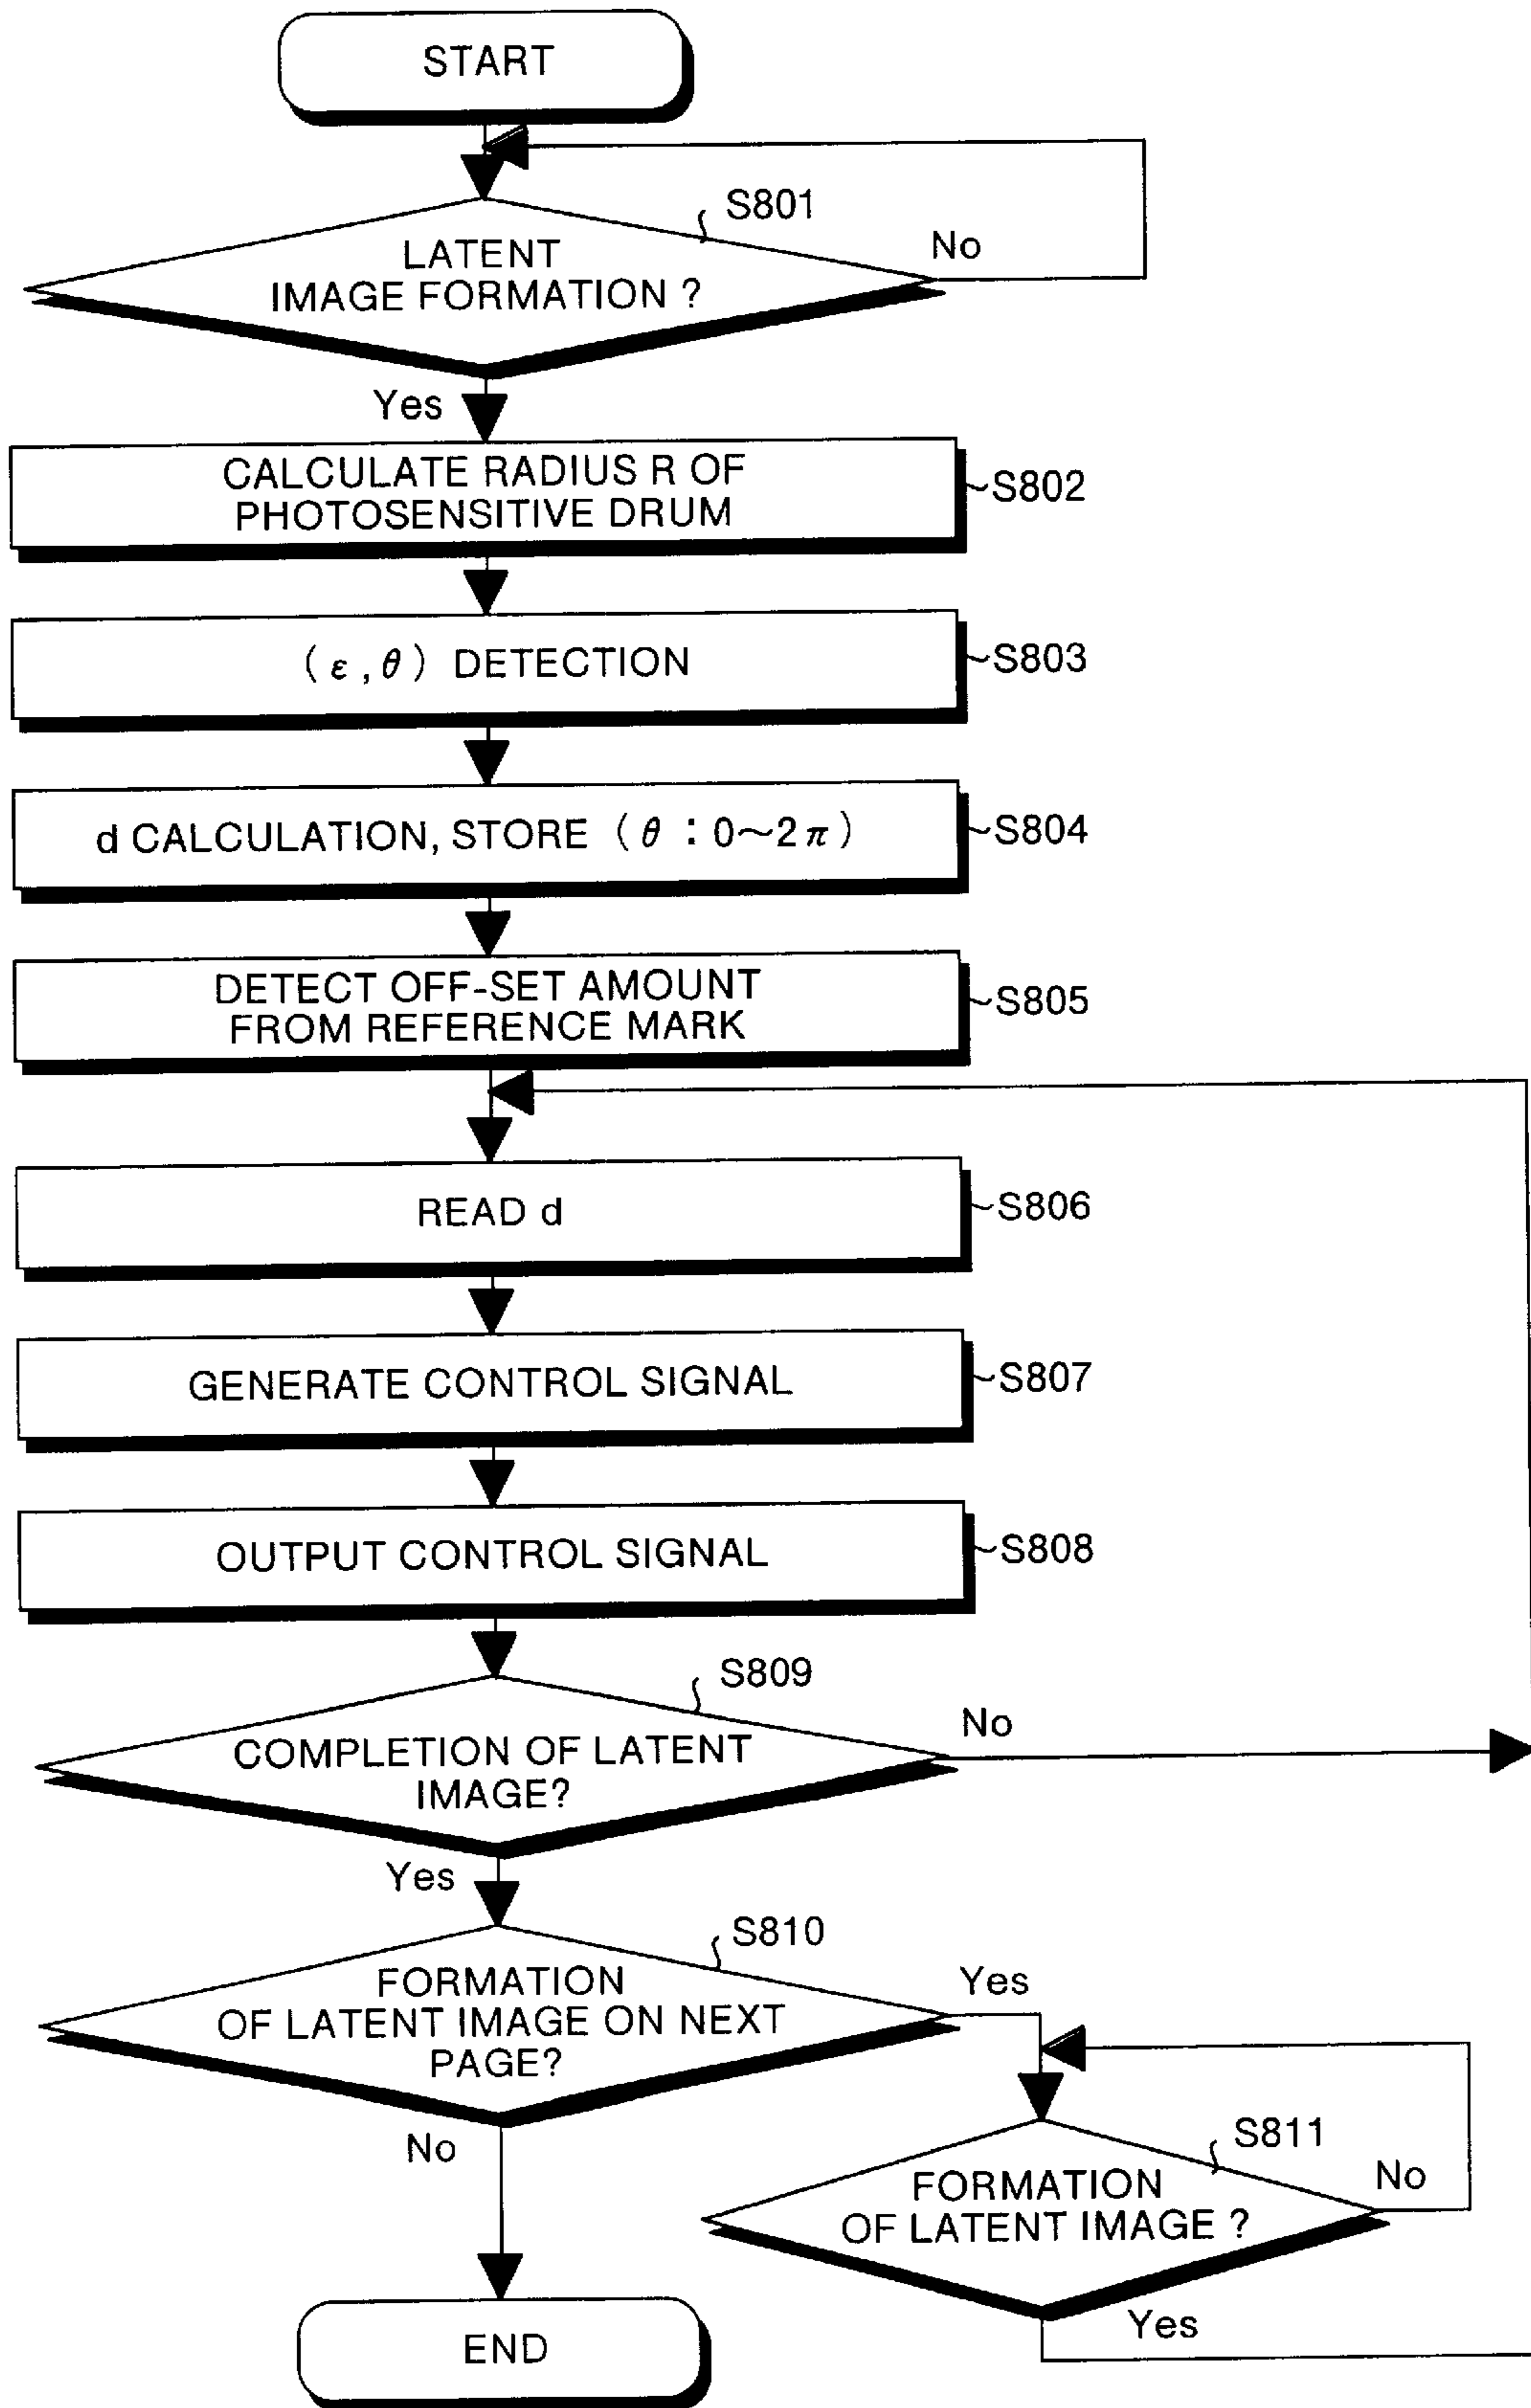 START
S801
LATENT
IMAGE FORMATION ?
No
Yes
CALCULATE RADIUS R OF
PHOTOSENSITIVE DRUM
S802
( ε , θ ) DETECTION
S803
d CALCULATION, STORE ( θ : 0～2π )
S804
DETECT OFF-SET AMOUNT
FROM REFERENCE MARK
S805
READ d
S806
GENERATE CONTROL SIGNAL
S807
OUTPUT CONTROL SIGNAL
S808
S809
COMPLETION OF LATENT
IMAGE?
No
Yes
S810
FORMATION
OF LATENT IMAGE ON NEXT
PAGE?
Yes
No
S811
FORMATION
OF LATENT IMAGE ?
No
Yes
END